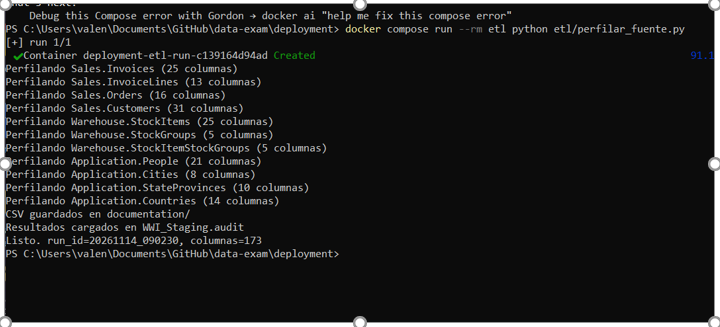 Debug this Compose error with Gordon → docker ai "help me fix this compose error"
PS C:\Users\valen\Documents\GitHub\data-exam\deployment> docker compose run --rm etl python etl/perfilar_fuente.py
[+] run 1/1
✔Container deployment-etl-run-c139164d94ad Created 91.1
Perfilando Sales.Invoices (25 columnas)
Perfilando Sales.InvoiceLines (13 columnas)
Perfilando Sales.Orders (16 columnas)
Perfilando Sales.Customers (31 columnas)
Perfilando Warehouse.StockItems (25 columnas)
Perfilando Warehouse.StockGroups (5 columnas)
Perfilando Warehouse.StockItemStockGroups (5 columnas)
Perfilando Application.People (21 columnas)
Perfilando Application.Cities (8 columnas)
Perfilando Application.StateProvinces (10 columnas)
Perfilando Application.Countries (14 columnas)
CSV guardados en documentation/
Resultados cargados en WWI_Staging.audit
Listo. run_id=20261114_090230, columnas=173
PS C:\Users\valen\Documents\GitHub\data-exam\deployment>